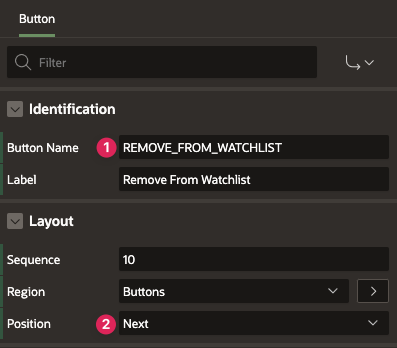 Button
Filter
Identification
Button Name 1 REMOVE_FROM_WATCHLIST
Label Remove From Watchlist
Layout
Sequence 10
Region Buttons
Position 2 Next